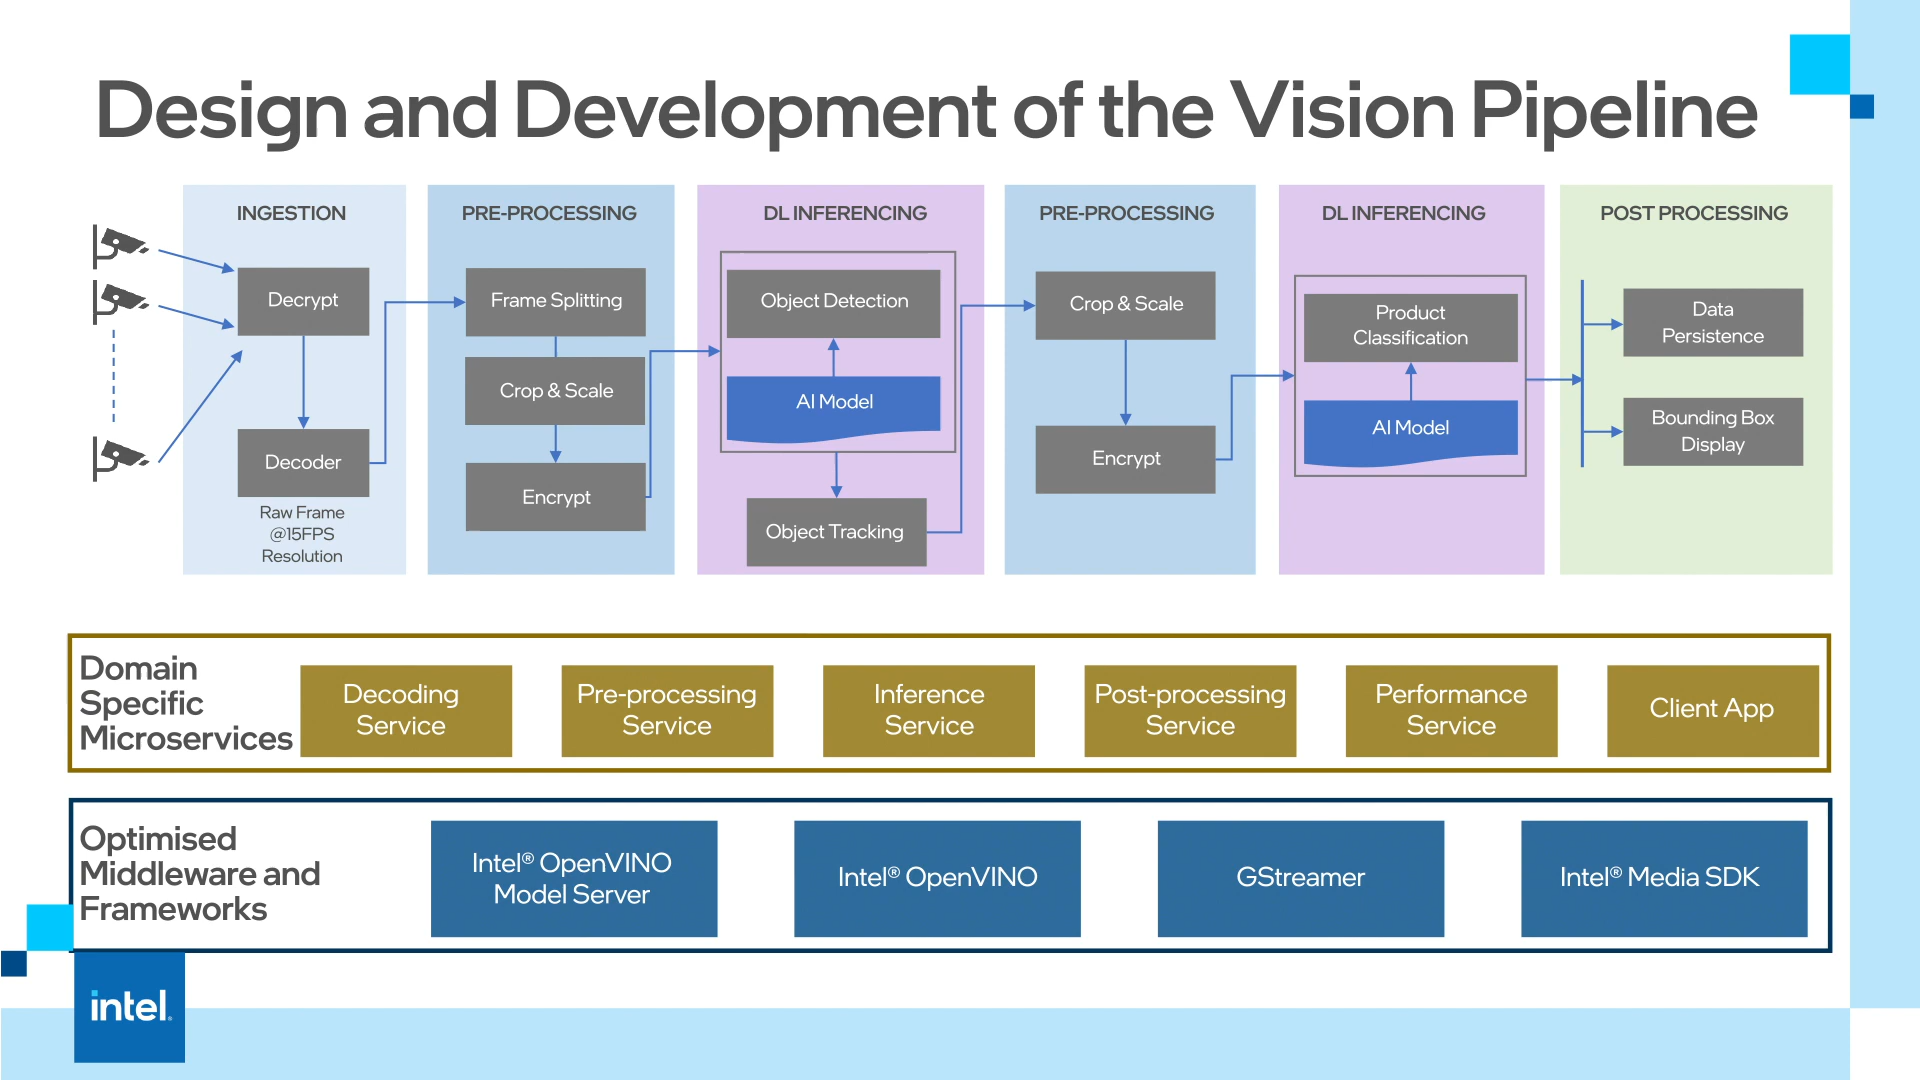 Design and Development of the Vision Pipeline
INGESTION
Decrypt
Decoder
Raw Frame
@15FPS
Resolution
PRE-PROCESSING
Frame Splitting
Crop & Scale
Encrypt
DL INFERENCING
Object Detection
AI Model
Object Tracking
PRE-PROCESSING
Crop & Scale
Encrypt
DL INFERENCING
Product
Classification
AI Model
POST PROCESSING
Data
Persistence
Bounding Box
Display
Domain
Specific
Microservices
Decoding
Service
Pre-processing
Service
Inference
Service
Post-processing
Service
Performance
Service
Client App
Optimised
Middleware and
Frameworks
Intel® OpenVINO
Model Server
Intel® OpenVINO
GStreamer
Intel® Media SDK
intel.